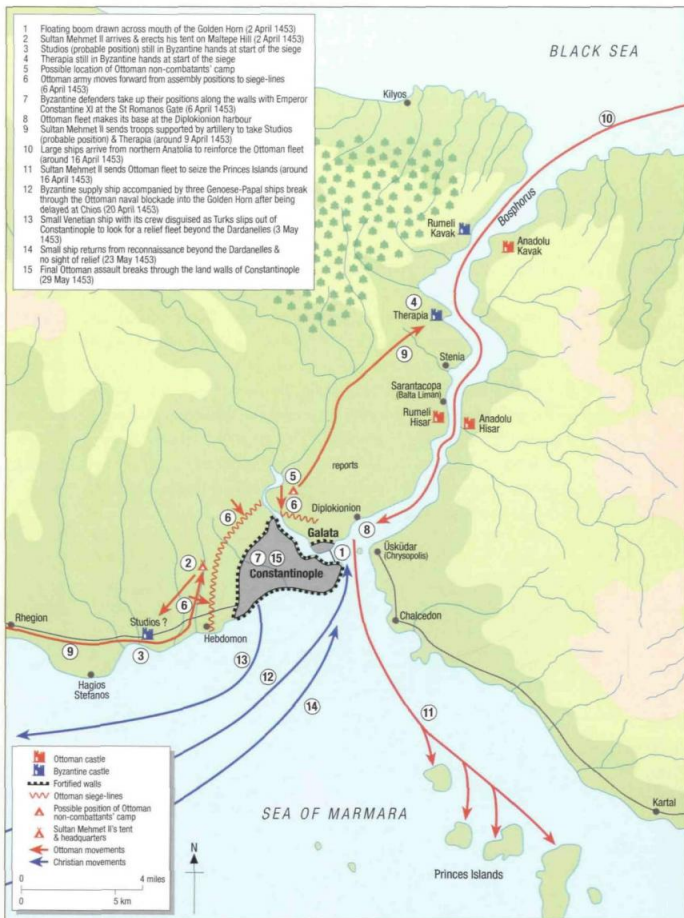 1 Floating boom drawn across mouth of the Golden Horn (2 April 1453)
2 Sultan Mehmet II arrives & erects his tent on Maltepe Hill (2 April 1453)
3 Studios (probable position) still in Byzantine hands at start of the siege
4 Therapia still in Byzantine hands at start of the siege
5 Possible location of Ottoman non-combatants' camp
6 Ottoman army moves forward from assembly positions to siege-lines
(6 April 1453)
7 Byzantine defenders take up their positions along the walls with Emperor
Constantine XI at the St Romanos Gate (6 April 1453)
8 Ottoman fleet makes its base at the Diplokionion harbour
9 Sultan Mehmet II sends troops supported by artillery to take Studios
(probable position) & Therapia (around 9 April 1453)
10 Large ships arrive from northern Anatolia to reinforce the Ottoman fleet
(around 16 April 1453)
11 Sultan Mehmet II sends Ottoman fleet to seize the Princes Islands (around
16 April 1453)
12 Byzantine supply ship accompanied by three Genoese-Papal ships break
through the Ottoman naval blockade into the Golden Horn after being
delayed at Chios (20 April 1453)
13 Small Venetian ship with its crew disguised as Turks slips out of
Constantinople to look for a relief fleet beyond the Dardanelles (3 May
1453)
14 Small ship returns from reconnaissance beyond the Dardanelles &
no sight of relief (23 May 1453)
15 Final Ottoman assault breaks through the land walls of Constantinople
(29 May 1453)
BLACK SEA
Kilyos
10
Bosphorus
Rumeli
Kavak
Anadolu
Kavak
4
Therapia
9
Stenia
Sarantacopa
(Balta Liman)
Rumeli
Hisar
Anadolu
Hisar
reports
5
6
6
Diplokionion
8
Galata
1
Üsküdar
(Chrysopolis)
2
7 15
Constantinople
6
Studios ?
Rhegion
Hebdomon
Chalcedon
9
3
13
Hagios
Stefanos
12
14
11
Ottoman castle
Byzantine castle
Fortified walls
Ottoman siege-lines
Possible position of Ottoman
non-combattants' camp
Sultan Mehmet II's tent
& headquarters
Ottoman movements
Christian movements
0 4 miles
0 5 km
N
SEA OF MARMARA
Kartal
Princes Islands